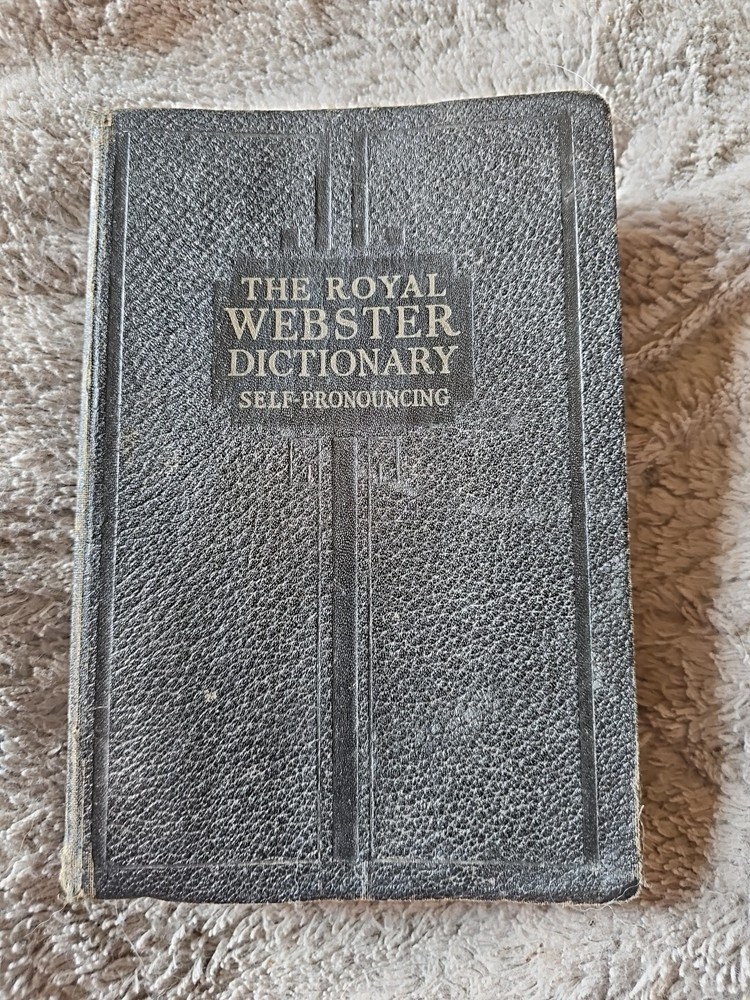 THE ROYAL
WEBSTER
DICTIONARY
SELF-PRONOUNCING